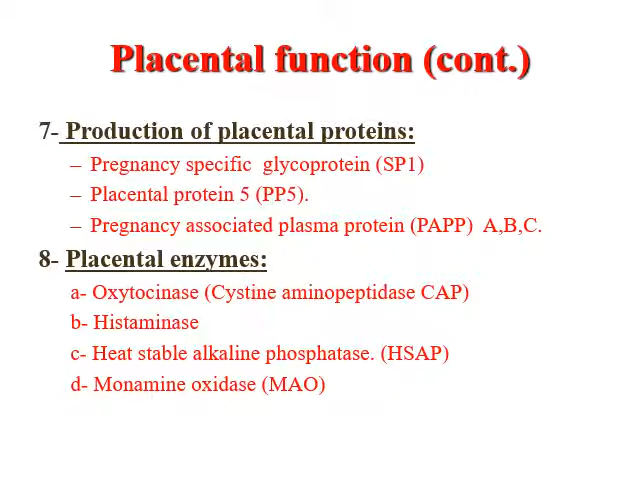 Placental function (cont.)
7- Production of placental proteins:
– Pregnancy specific  glycoprotein (SP1)
– Placental protein 5 (PP5).
– Pregnancy associated plasma protein (PAPP)  A,B,C.
8- Placental enzymes:
a- Oxytocinase (Cystine aminopeptidase CAP)
b- Histaminase
c- Heat stable alkaline phosphatase. (HSAP)
d- Monamine oxidase (MAO)